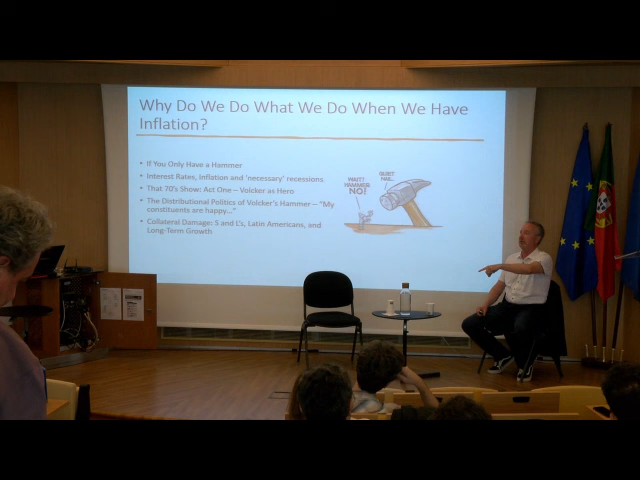 Why Do We Do What We Do When We Have
Inflation?
• If You Only Have a Hammer
• Interest Rates, inflation and 'necessary' recessions
• That 70's Show: Act One – Volcker as Hero
• The Distributional Politics of Volcker's Hammer – "My
constituents are happy..."
• Collateral Damage: S and L's, Latin Americans, and
Long-Term Growth
WAIT!
HAMMER
NO!